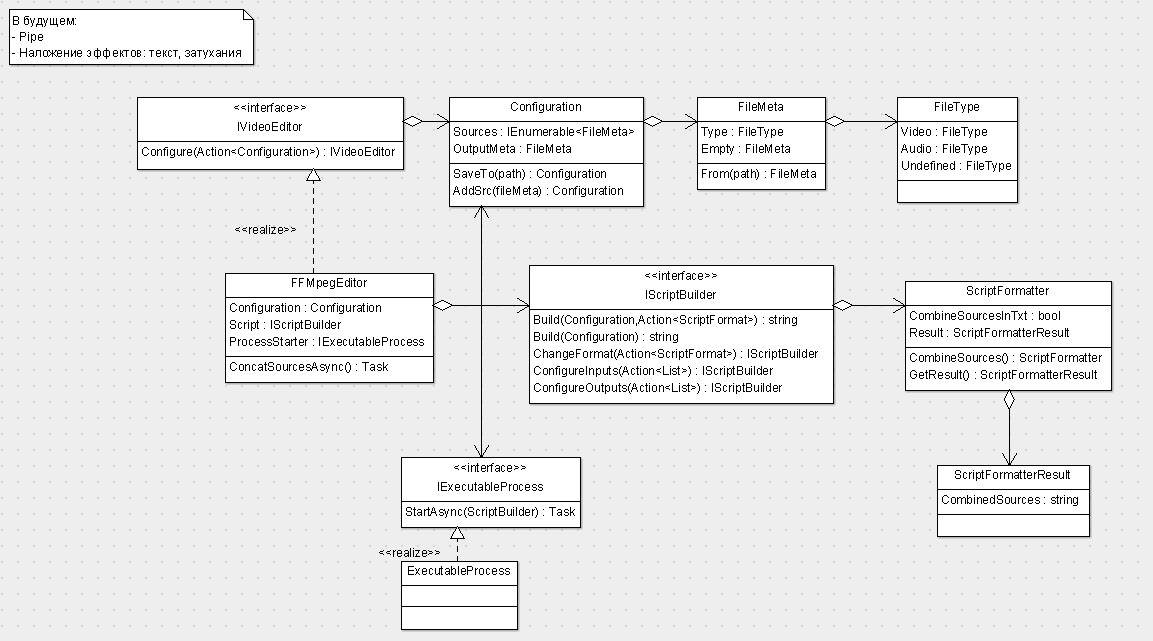 В будущем:
- Pipe
- Наложение эффектов: текст, затухания
<<interface>>
IVideoEditor
Configure(Action<Configuration>) : IVideoEditor
Configuration
Sources : IEnumerable<FileMeta>
OutputMeta : FileMeta
SaveTo(path) : Configuration
AddSrc(fileMeta) : Configuration
FileMeta
Type : FileType
Empty : FileMeta
From(path) : FileMeta
FileType
Video : FileType
Audio : FileType
Undefined : FileType
<<realize>>
FFMpegEditor
Configuration : Configuration
Script : IScriptBuilder
ProcessStarter : IExecutableProcess
ConcatSourcesAsync() : Task
<<interface>>
IScriptBuilder
Build(Configuration,Action<ScriptFormat>) : string
Build(Configuration) : string
ChangeFormat(Action<ScriptFormat>) : IScriptBuilder
ConfigureInputs(Action<List>) : IScriptBuilder
ConfigureOutputs(Action<List>) : IScriptBuilder
ScriptFormatter
CombineSourcesInTxt : bool
Result : ScriptFormatterResult
CombineSources() : ScriptFormatter
GetResult() : ScriptFormatterResult
<<interface>>
IExecutableProcess
StartAsync(ScriptBuilder) : Task
ScriptFormatterResult
CombinedSources : string
<<realize>>
ExecutableProcess